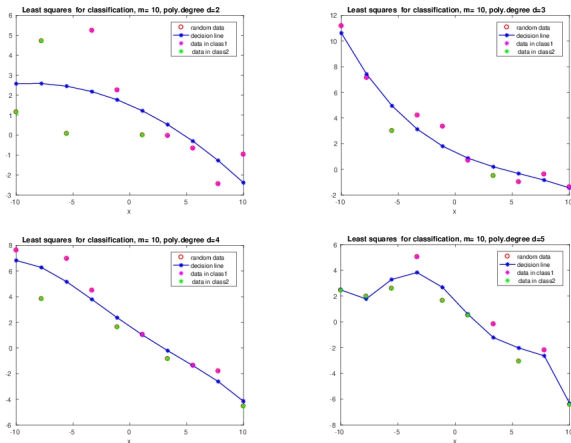 Least squares for classification, m= 10, poly.degree d=2
6
5
4
3
2
1
0
-1
-2
-3
-10
-5
0
5
10
x
random data
decision line
data in class1
data in class2
Least squares for classification, m= 10, poly.degree d=3
12
10
8
6
4
2
0
-2
-10
-5
0
5
10
x
random data
decision line
data in class1
data in class2
Least squares for classification, m= 10, poly.degree d=4
8
6
4
2
0
-2
-4
-6
-10
-5
0
5
10
x
random data
decision line
data in class1
data in class2
Least squares for classification, m= 10, poly.degree d=5
6
4
2
0
-2
-4
-6
-8
-10
-5
0
5
10
x
random data
decision line
data in class1
data in class2